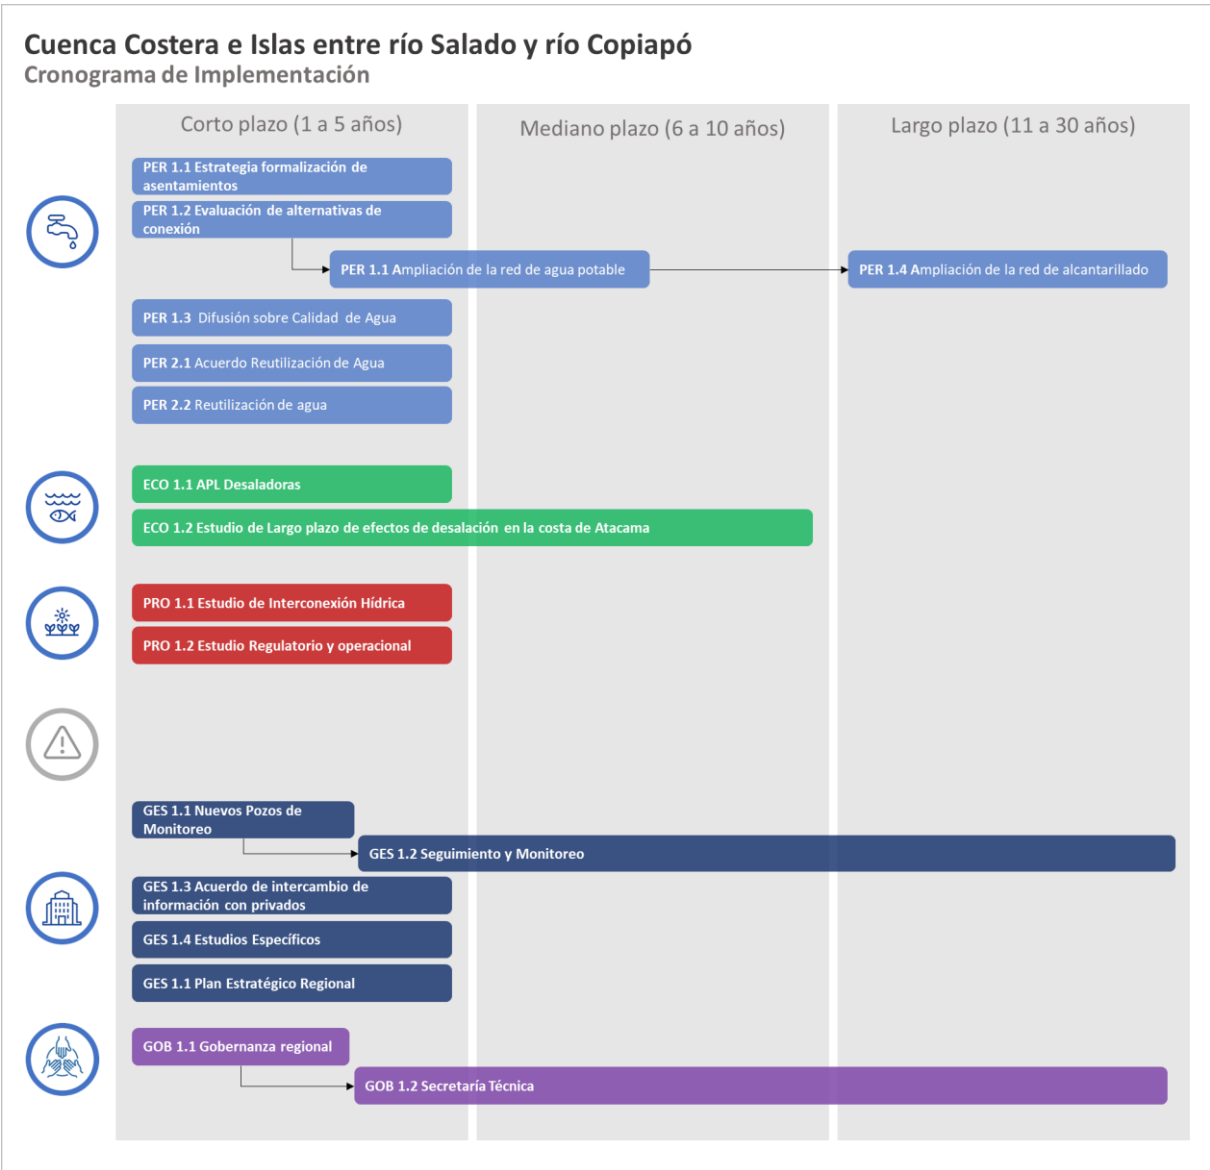 Cuenca Costera e Islas entre río Salado y río Copiapó
Cronograma de Implementación
Corto plazo (1 a 5 años)
Mediano plazo (6 a 10 años)
Largo plazo (11 a 30 años)
PER 1.1 Estrategia formalización de
asentamientos
PER 1.2 Evaluación de alternativas de
conexión
PER 1.1 Ampliación de la red de agua potable
PER 1.4 Ampliación de la red de alcantarillado
PER 1.3 Difusión sobre Calidad de Agua
PER 2.1 Acuerdo Reutilización de Agua
PER 2.2 Reutilización de agua
ECO 1.1 APL Desaladoras
ECO 1.2 Estudio de Largo plazo de efectos de desalación en la costa de Atacama
PRO 1.1 Estudio de Interconexión Hídrica
PRO 1.2 Estudio Regulatorio y operacional
GES 1.1 Nuevos Pozos de
Monitoreo
GES 1.2 Seguimiento y Monitoreo
GES 1.3 Acuerdo de intercambio de
información con privados
GES 1.4 Estudios Específicos
GES 1.1 Plan Estratégico Regional
GOB 1.1 Gobernanza regional
GOB 1.2 Secretaría Técnica